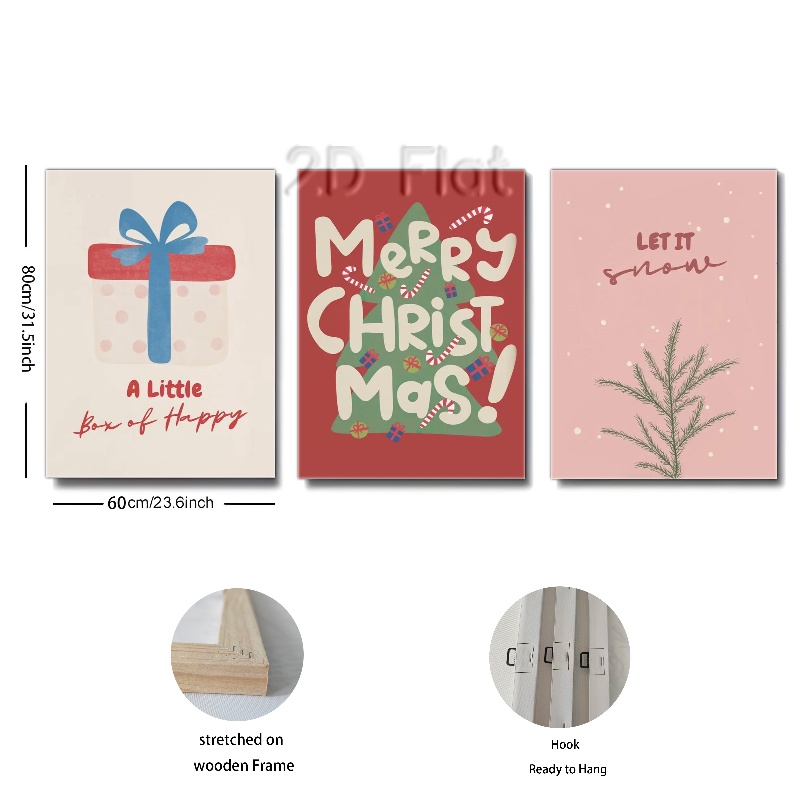 2D Flat
MeRRy
CHRisT
Mas!
LET IT
snow
A Little
Box of Happy
80cm/31.5inch
60cm/23.6inch
stretched on
wooden Frame
Hook
Ready to Hang